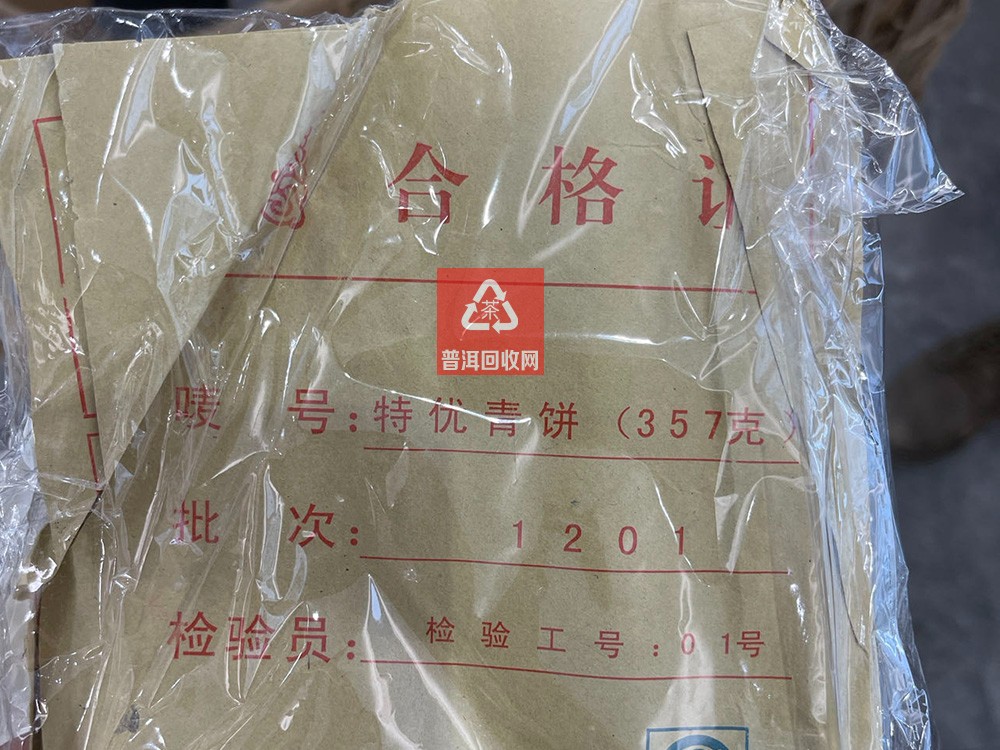 合格证
普洱回收网
唛号：特优青饼（357克）
批次：1201
检验员：检验工号：01号